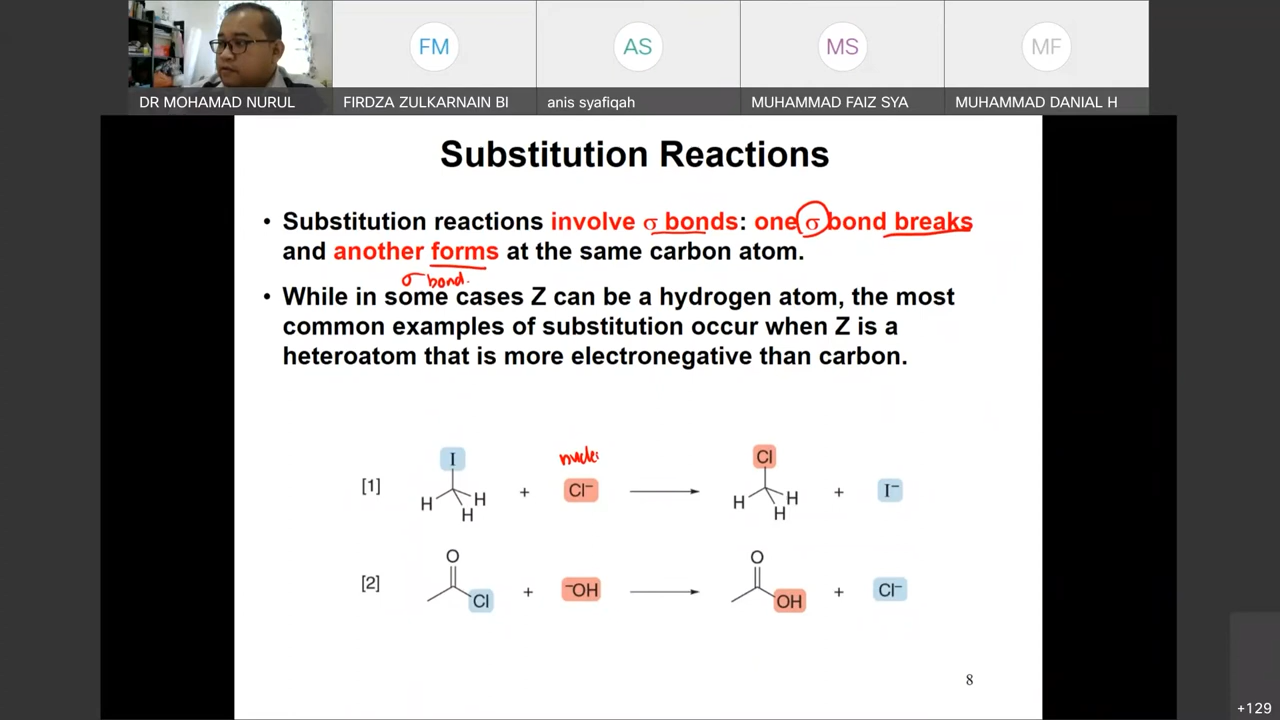 FM
AS
MS
MF
DR MOHAMAD NURUL
FIRDZA ZULKARNAIN BI
anis syafiqah
MUHAMMAD FAIZ SYA
MUHAMMAD DANIAL H
Substitution Reactions
• Substitution reactions involve σ bonds: one σ bond breaks
and another forms at the same carbon atom.
σ bond.
• While in some cases Z can be a hydrogen atom, the most
common examples of substitution occur when Z is a
heteroatom that is more electronegative than carbon.
nucle
[1] I H H H + Cl⁻ Cl H H H + I⁻
[2] O Cl + ⁻OH O OH + Cl⁻
8
+129